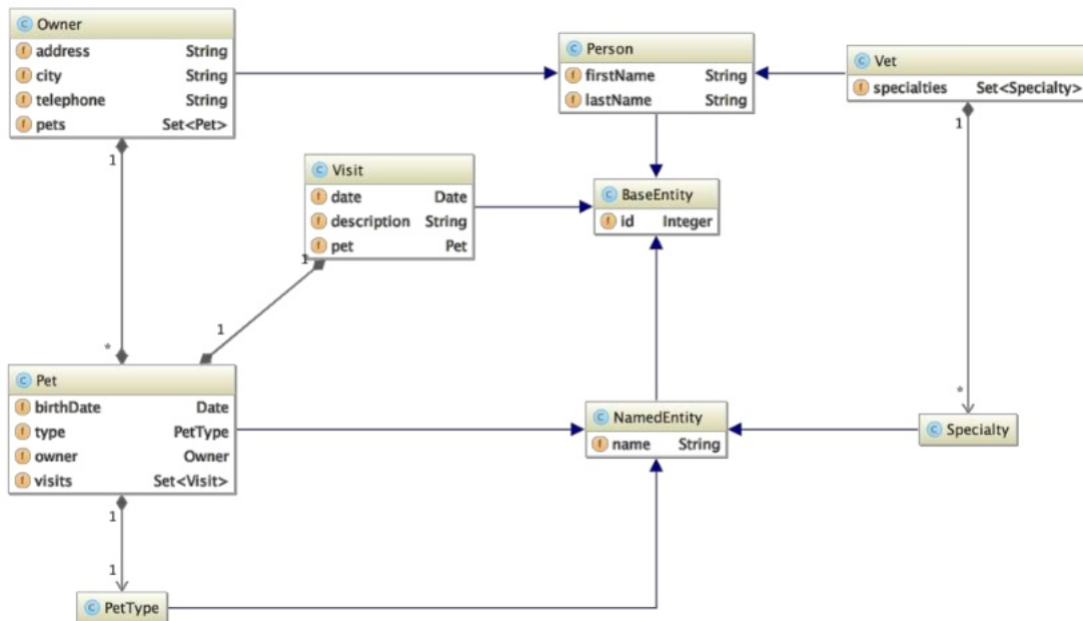 Owner
address String
city String
telephone String
pets Set<Pet>
Person
firstName String
lastName String
Vet
specialties Set<Specialty>
1
1
Visit
date Date
description String
pet Pet
BaseEntity
id Integer
1
1
*
*
Pet
birthDate Date
type PetType
owner Owner
visits Set<Visit>
NamedEntity
name String
Specialty
1
1
PetType